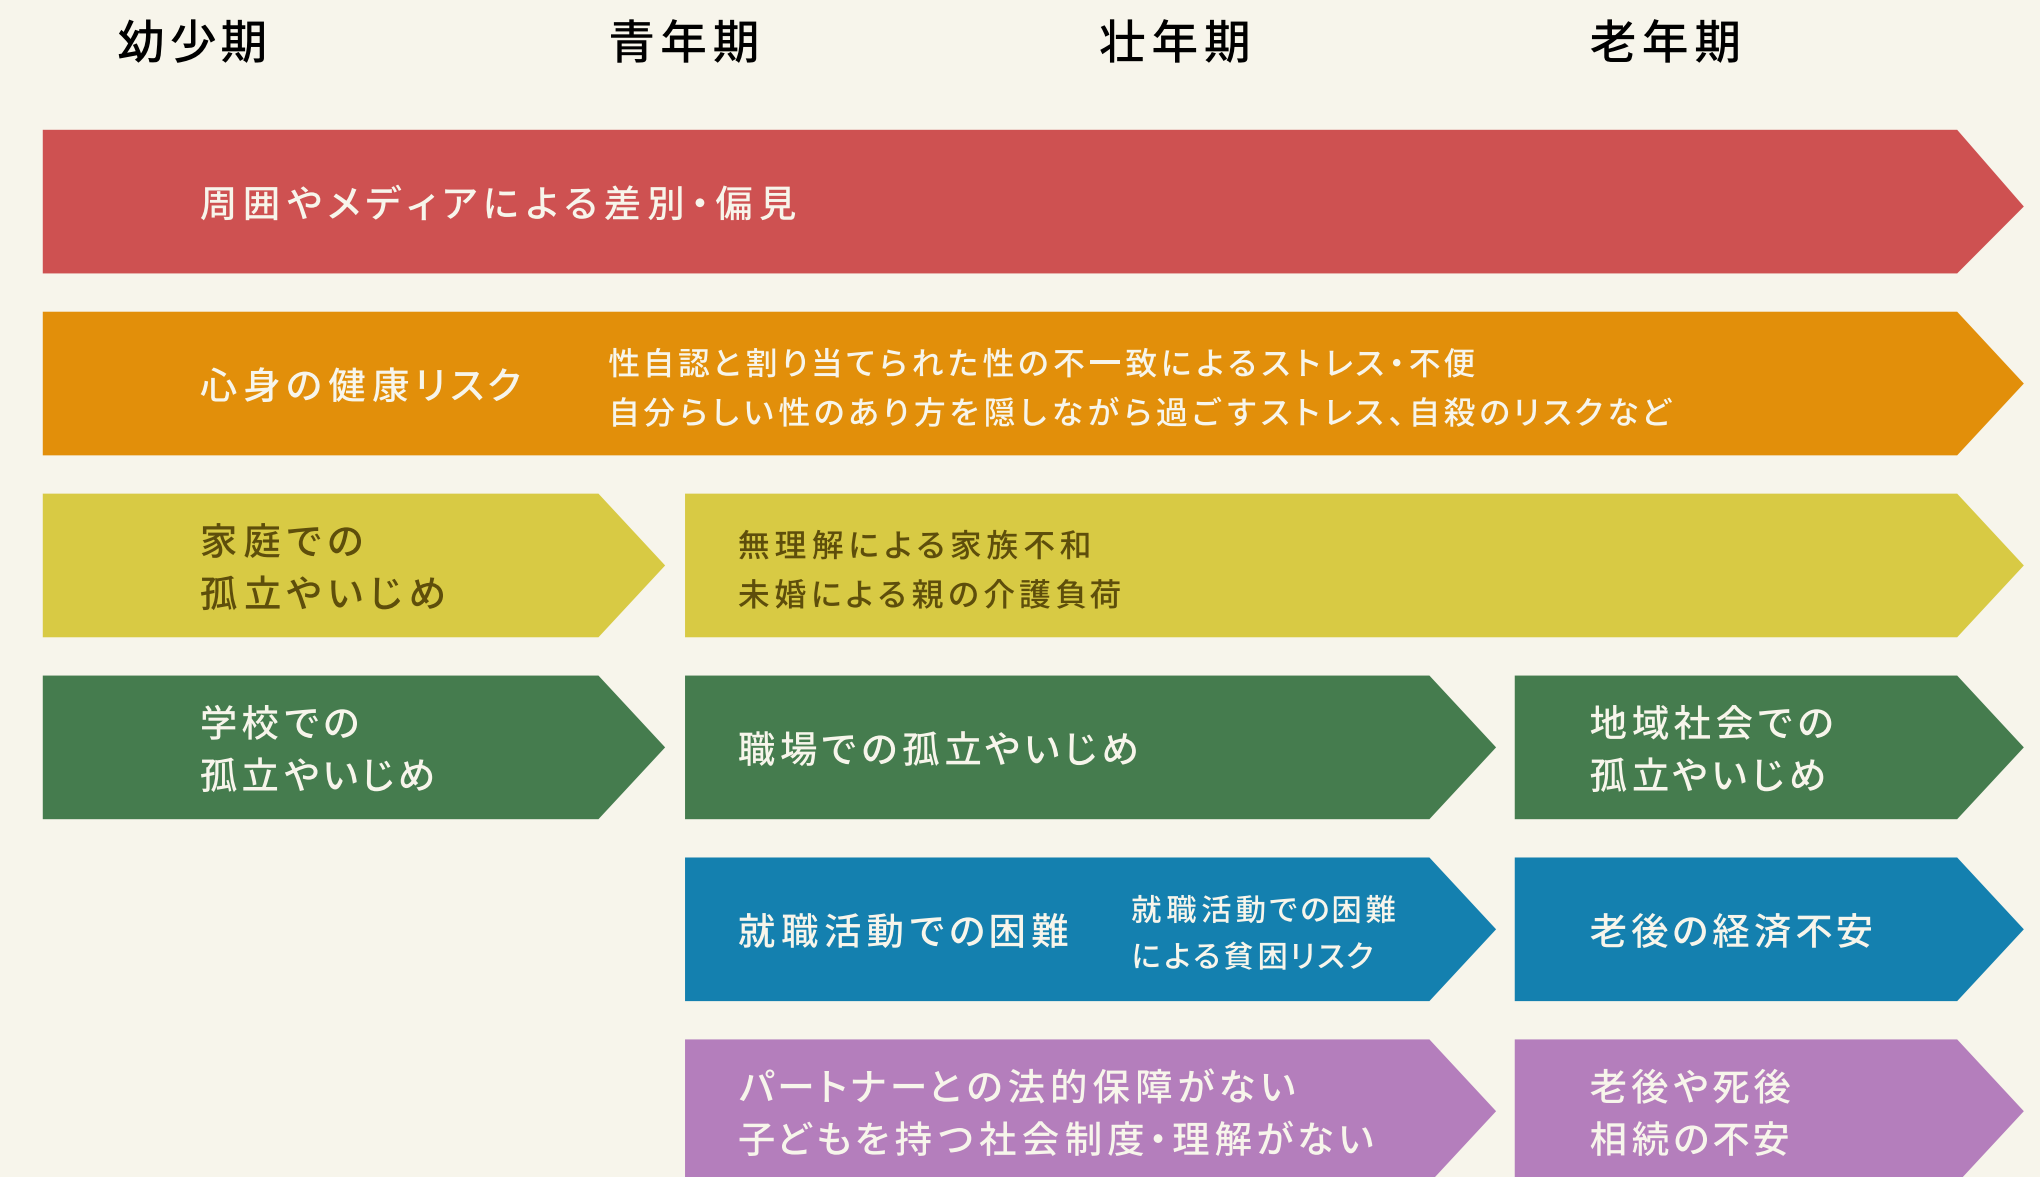 幼少期
青年期
壮年期
老年期
周囲やメディアによる差別・偏見
心身の健康リスク
性自認と割り当てられた性の不一致によるストレス・不便
自分らしい性のあり方を隠しながら過ごすストレス、自殺のリスクなど
家庭での
孤立やいじめ
無理解による家族不和
未婚による親の介護負荷
学校での
孤立やいじめ
職場での孤立やいじめ
地域社会での
孤立やいじめ
就職活動での困難
就職活動での困難
による貧困リスク
老後の経済不安
パートナーとの法的保障がない
子どもを持つ社会制度・理解がない
老後や死後
相続の不安